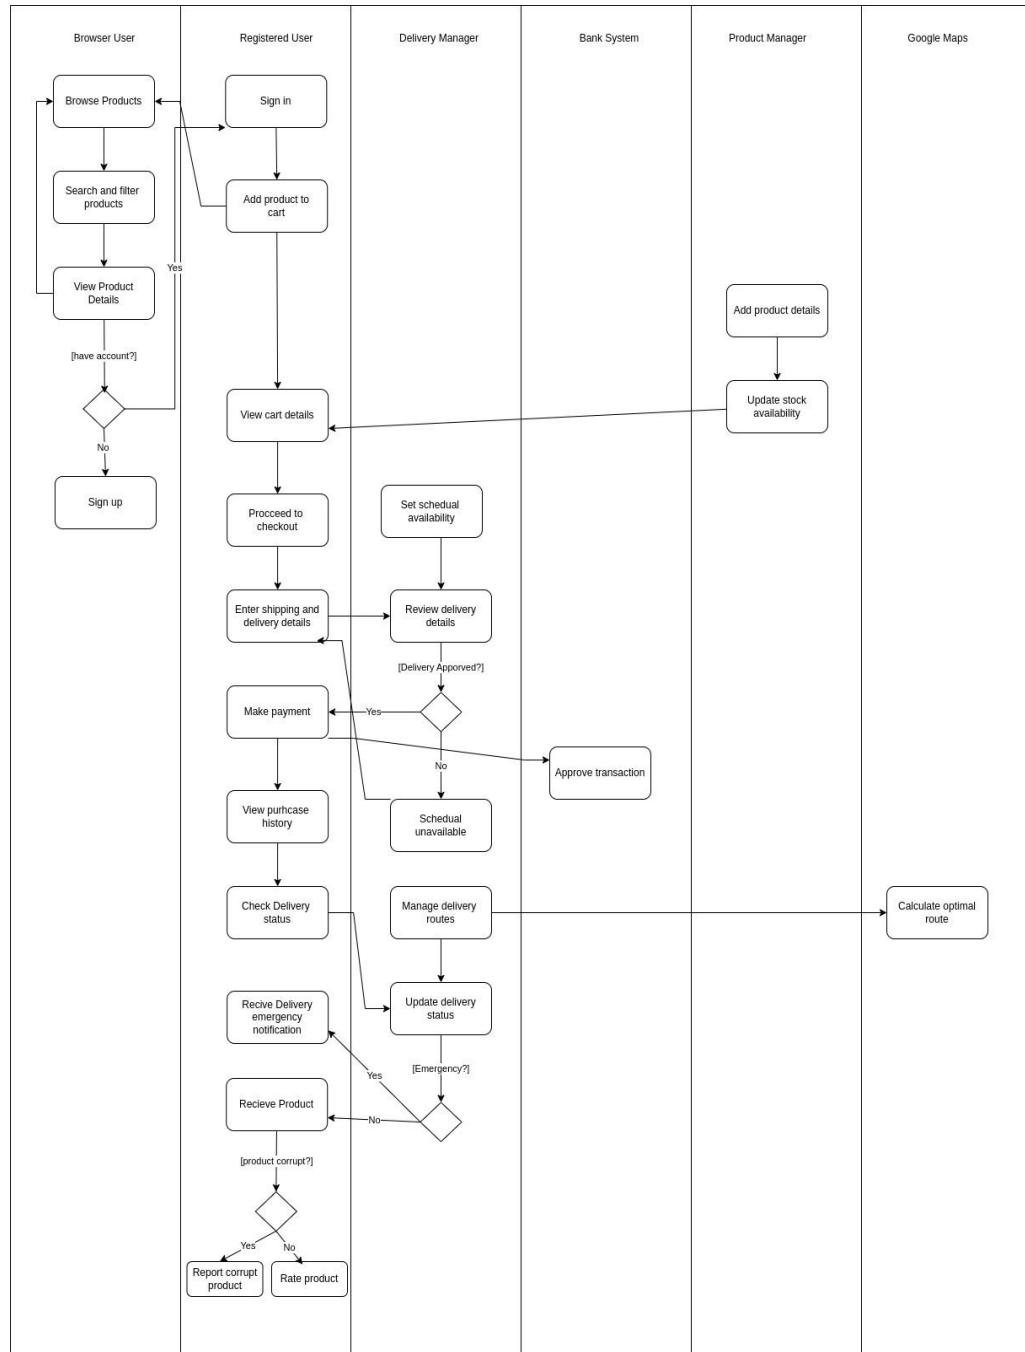 Browser User
Registered User
Delivery Manager
Bank System
Product Manager
Google Maps
Browse Products
Sign in
Search and filter
products
Add product to
cart
Yes
View Product
Details
Add product details
[have account?]
View cart details
Update stock
availability
No
Sign up
Procceed to
checkout
Set schedual
availability
Enter shipping and
delivery details
Review delivery
details
[Delivery Apporved?]
Make payment
Yes
No
Approve transaction
View purhcase
history
Schedual
unavailable
Check Delivery
status
Manage delivery
routes
Calculate optimal
route
Recive Delivery
emergency
notification
Update delivery
status
[Emergency?]
Yes
Recieve Product
No
[product corrupt?]
Yes
No
Report corrupt
product
Rate product